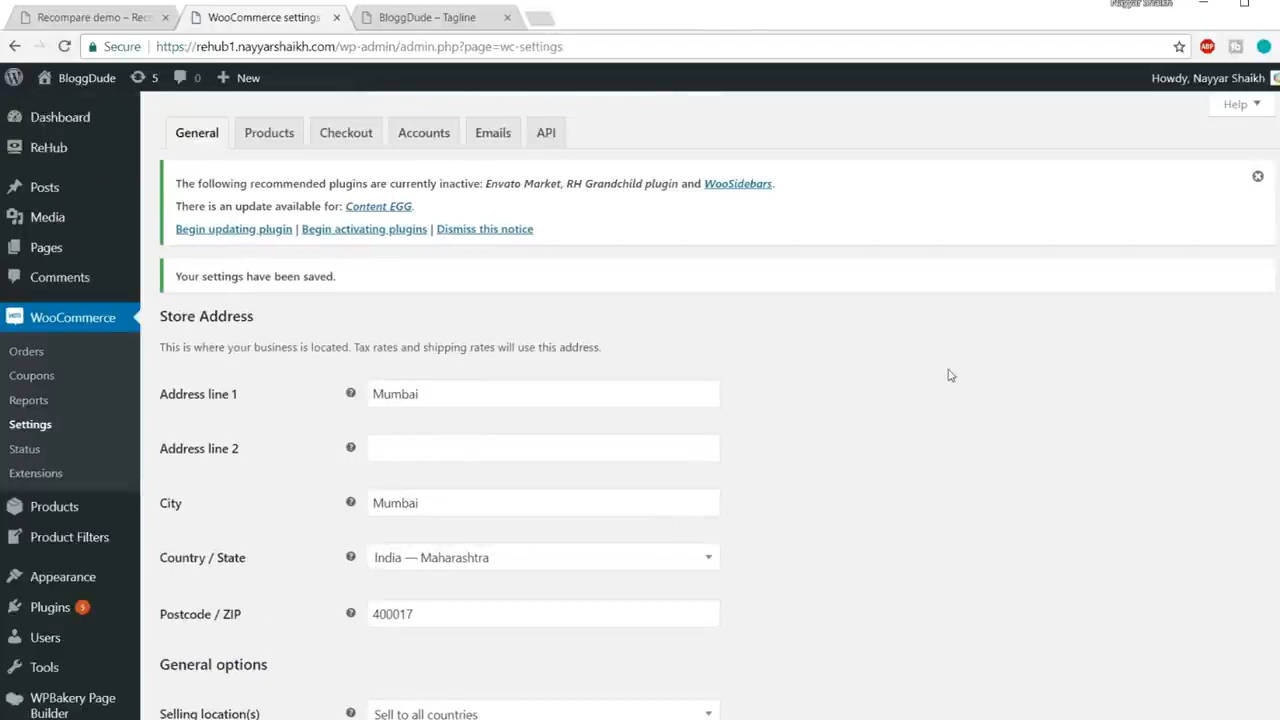 Nayyar Shaikh
Recompare demo – Rec
WooCommerce settings
BloggDude – Tagline
Secure
https://rehub1.nayyarshaikh.com/wp-admin/admin.php?page=wc-settings
ABP
BloggDude
5
0
New
Howdy, Nayyar Shaikh
Help
Dashboard
ReHub
Posts
Media
Pages
Comments
WooCommerce
Orders
Coupons
Reports
Settings
Status
Extensions
Products
Product Filters
Appearance
Plugins
Users
Tools
WPBakery Page
Builder
General
Products
Checkout
Accounts
Emails
API
The following recommended plugins are currently inactive: Envato Market, RH Grandchild plugin and WooSidebars.
There is an update available for: Content EGG.
Begin updating plugin | Begin activating plugins | Dismiss this notice
Your settings have been saved.
Store Address
This is where your business is located. Tax rates and shipping rates will use this address.
Address line 1
Mumbai
Address line 2
City
Mumbai
Country / State
India — Maharashtra
Postcode / ZIP
400017
General options
Selling location(s)
Sell to all countries